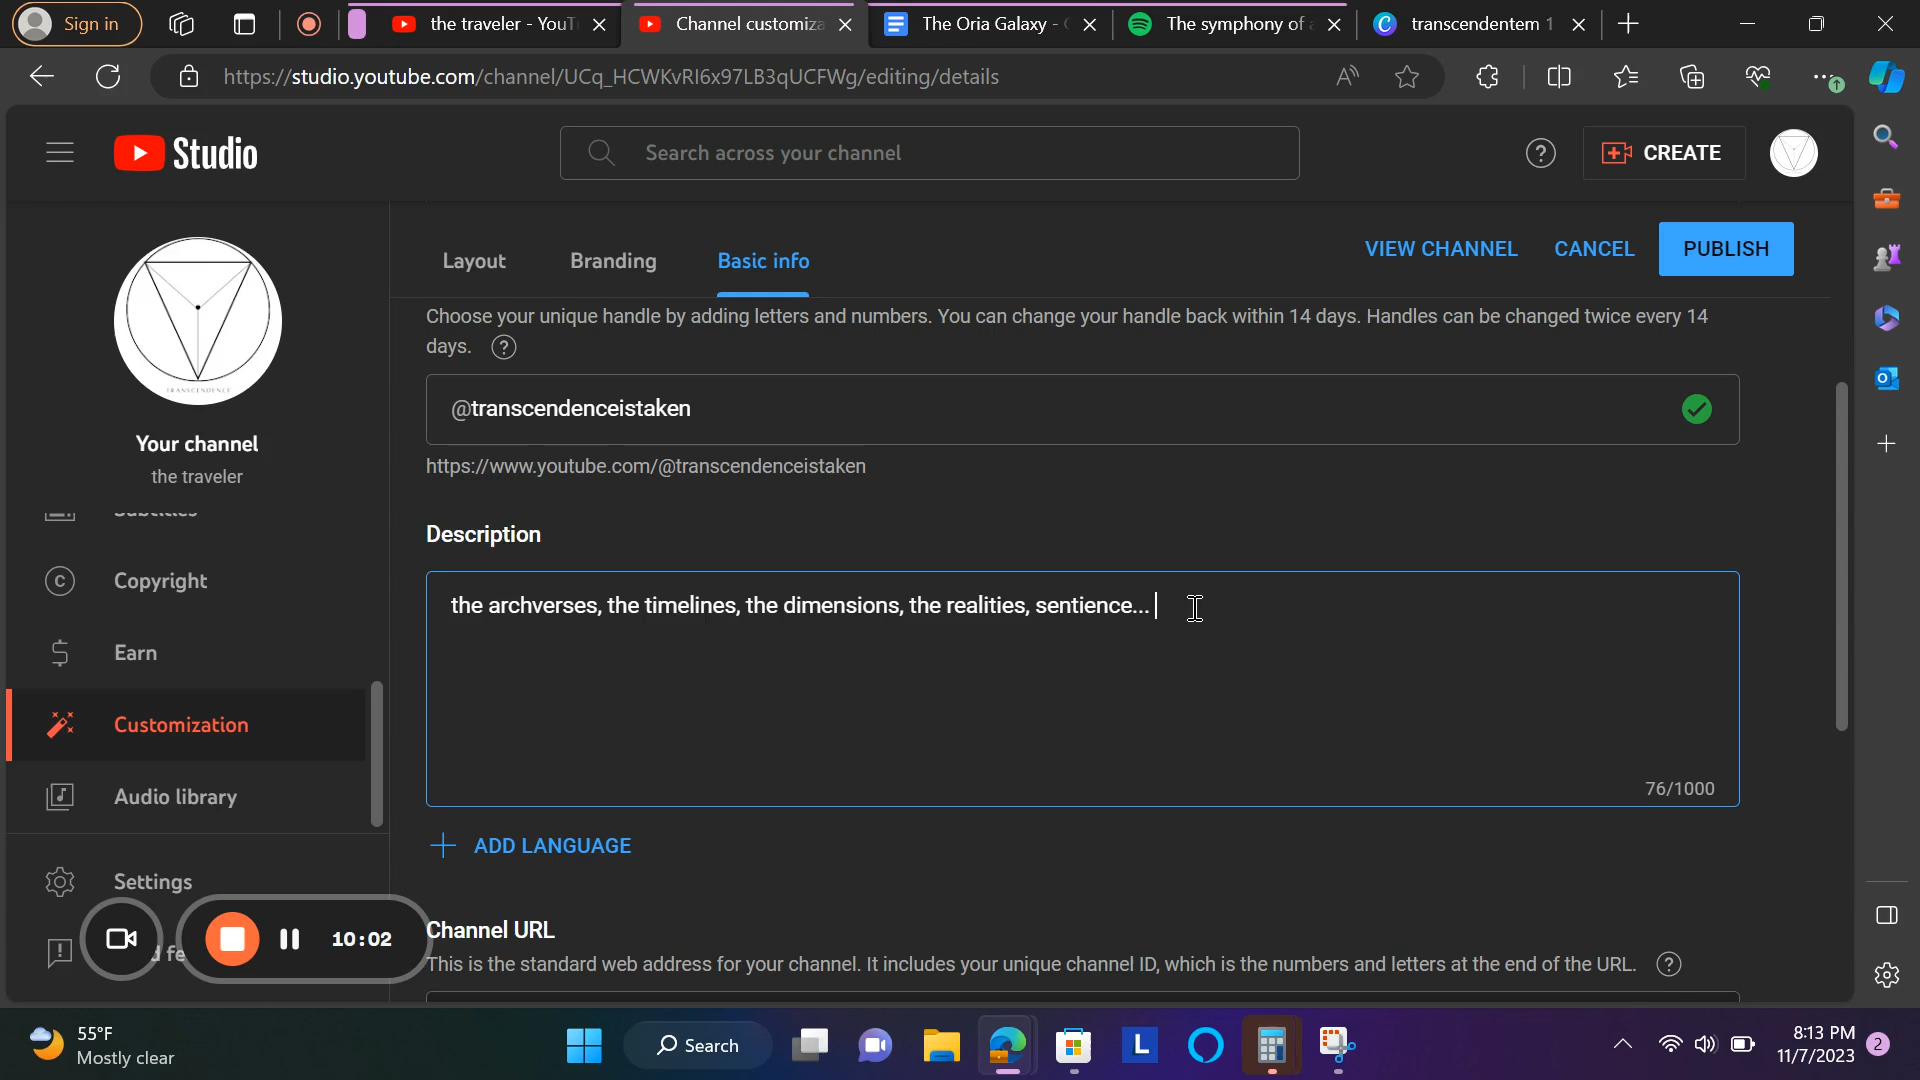 Sign in
the traveler - YouT
Channel customiza
The Oria Galaxy -
The symphony of
transcendentem 1
https://studio.youtube.com/channel/UCq_HCWKvRI6x97LB3qUCFWg/editing/details
Studio
Search across your channel
CREATE
TRANSCENDENCE
Your channel
the traveler
Subtitles
Copyright
Earn
Customization
Audio library
Settings
Layout
Branding
Basic info
VIEW CHANNEL
CANCEL
PUBLISH
Choose your unique handle by adding letters and numbers. You can change your handle back within 14 days. Handles can be changed twice every 14
days.
@transcendenceistaken
https://www.youtube.com/@transcendenceistaken
Description
the archverses, the timelines, the dimensions, the realities, sentience...
76/1000
ADD LANGUAGE
Channel URL
This is the standard web address for your channel. It includes your unique channel ID, which is the numbers and letters at the end of the URL.
10:02
55°F
Mostly clear
Search
L
8:13 PM
11/7/2023
2